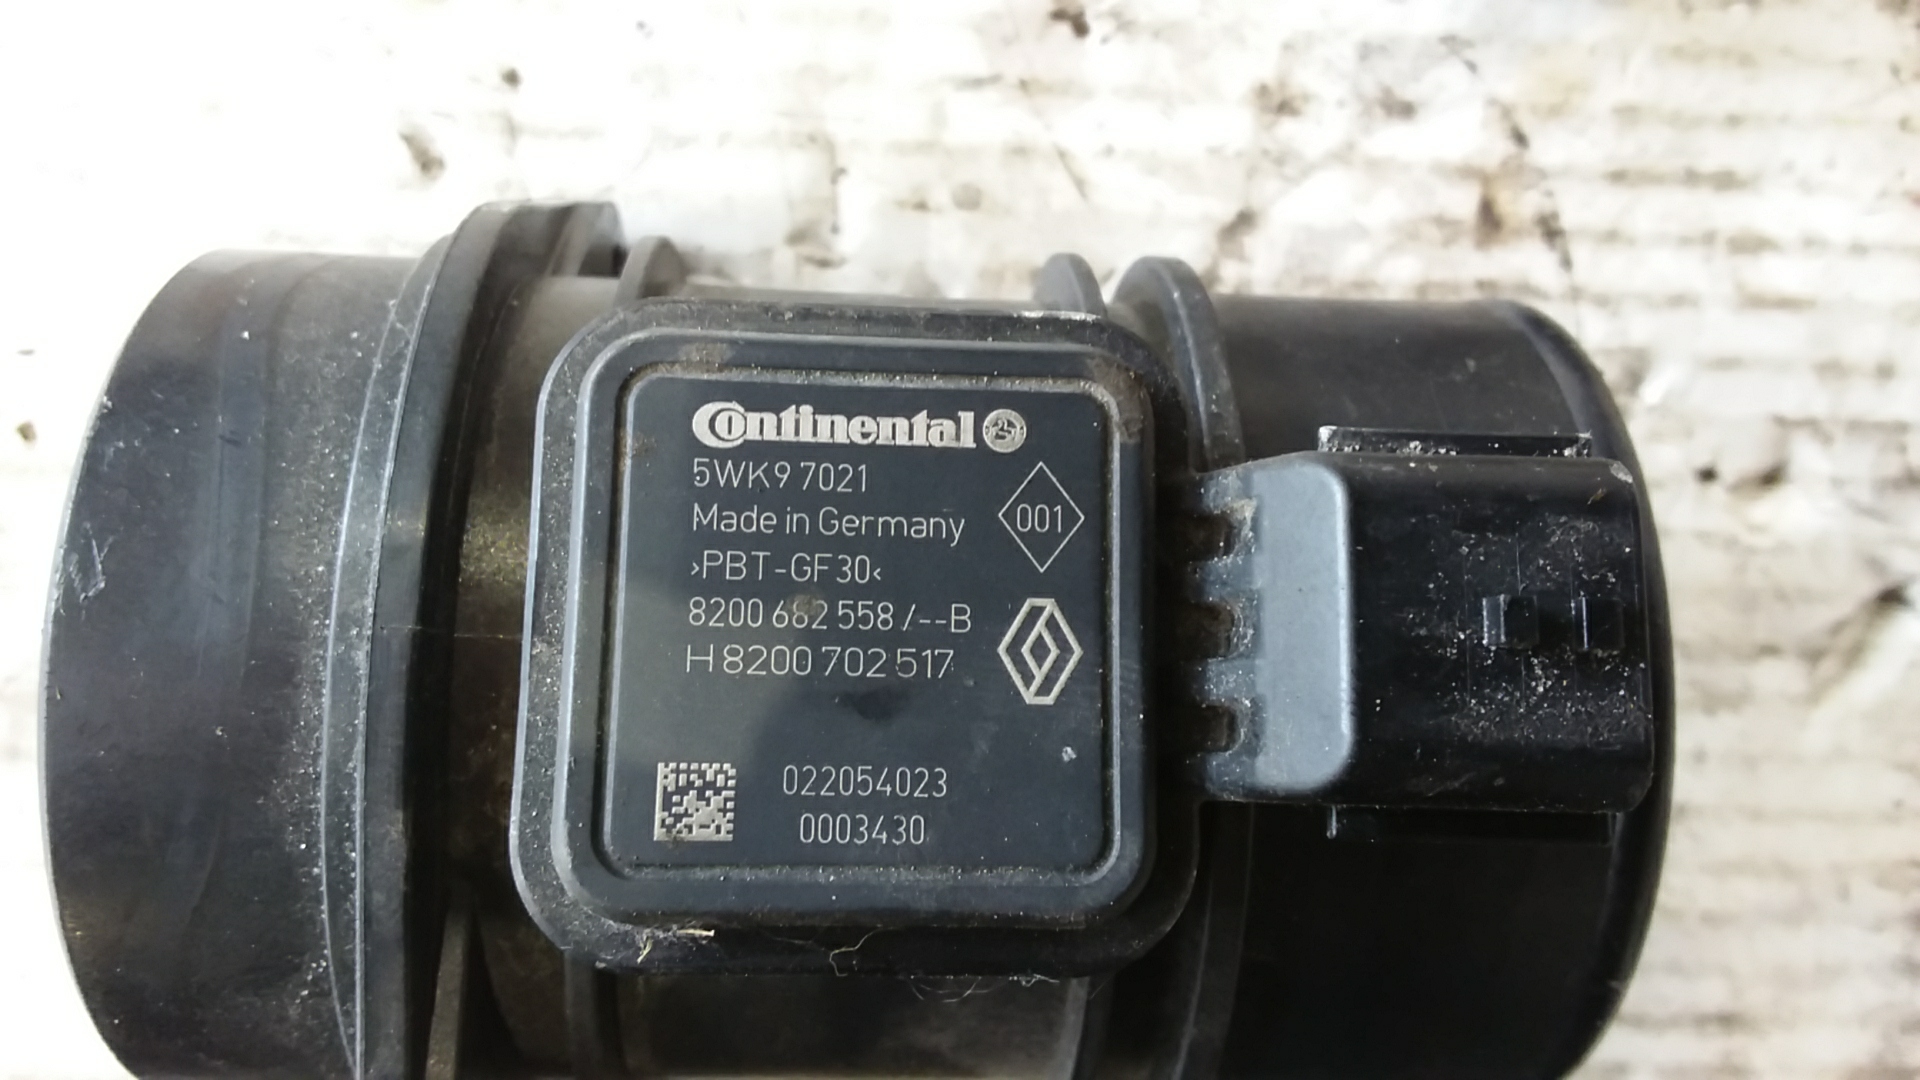 Continental
5WK9 7021
Made in Germany
001
>PBT-GF30<
8200 682 558 /--B
H 8200 702 517
022054023
0003430